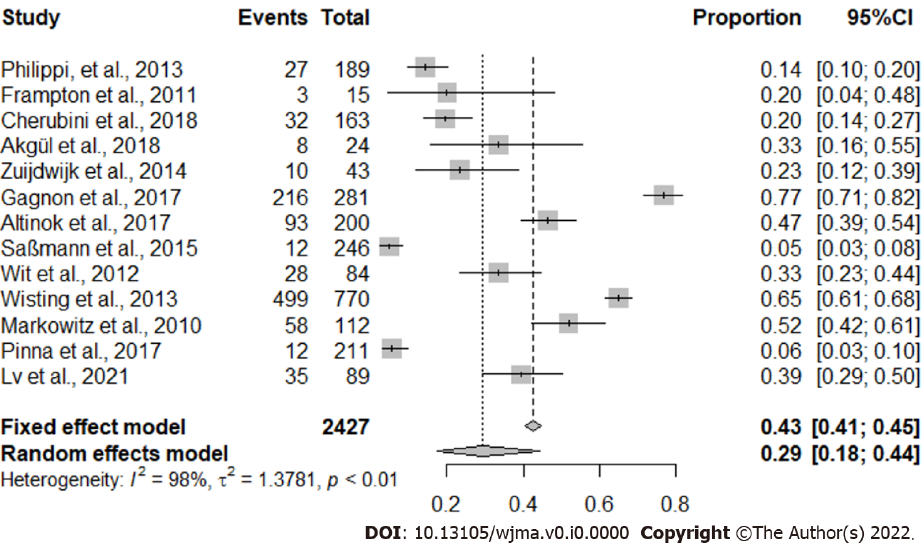 Study Events Total Proportion 95%CI
Philippi, et al., 2013 27 189 0.14 [0.10; 0.20]
Frampton et al., 2011 3 15 0.20 [0.04; 0.48]
Cherubini et al., 2018 32 163 0.20 [0.14; 0.27]
Akgül et al., 2018 8 24 0.33 [0.16; 0.55]
Zuijdwijk et al., 2014 10 43 0.23 [0.12; 0.39]
Gagnon et al., 2017 216 281 0.77 [0.71; 0.82]
Altinok et al., 2017 93 200 0.47 [0.39; 0.54]
Saßmann et al., 2015 12 246 0.05 [0.03; 0.08]
Wit et al., 2012 28 84 0.33 [0.23; 0.44]
Wisting et al., 2013 499 770 0.65 [0.61; 0.68]
Markowitz et al., 2010 58 112 0.52 [0.42; 0.61]
Pinna et al., 2017 12 211 0.06 [0.03; 0.10]
Lv et al., 2021 35 89 0.39 [0.29; 0.50]
Fixed effect model 2427 0.43 [0.41; 0.45]
Random effects model 0.29 [0.18; 0.44]
Heterogeneity: I² = 98%, τ² = 1.3781, p < 0.01
0.2 0.4 0.6 0.8
DOI: 10.13105/wjma.v0.i0.0000 Copyright ©The Author(s) 2022.